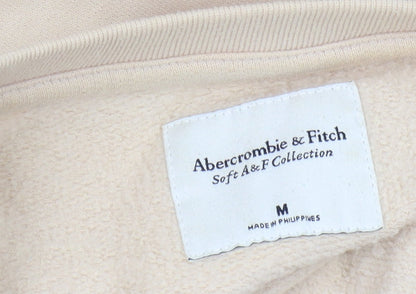 Abercrombie & Fitch
Soft A&F Collection
M
MADE IN PHILIPPINES